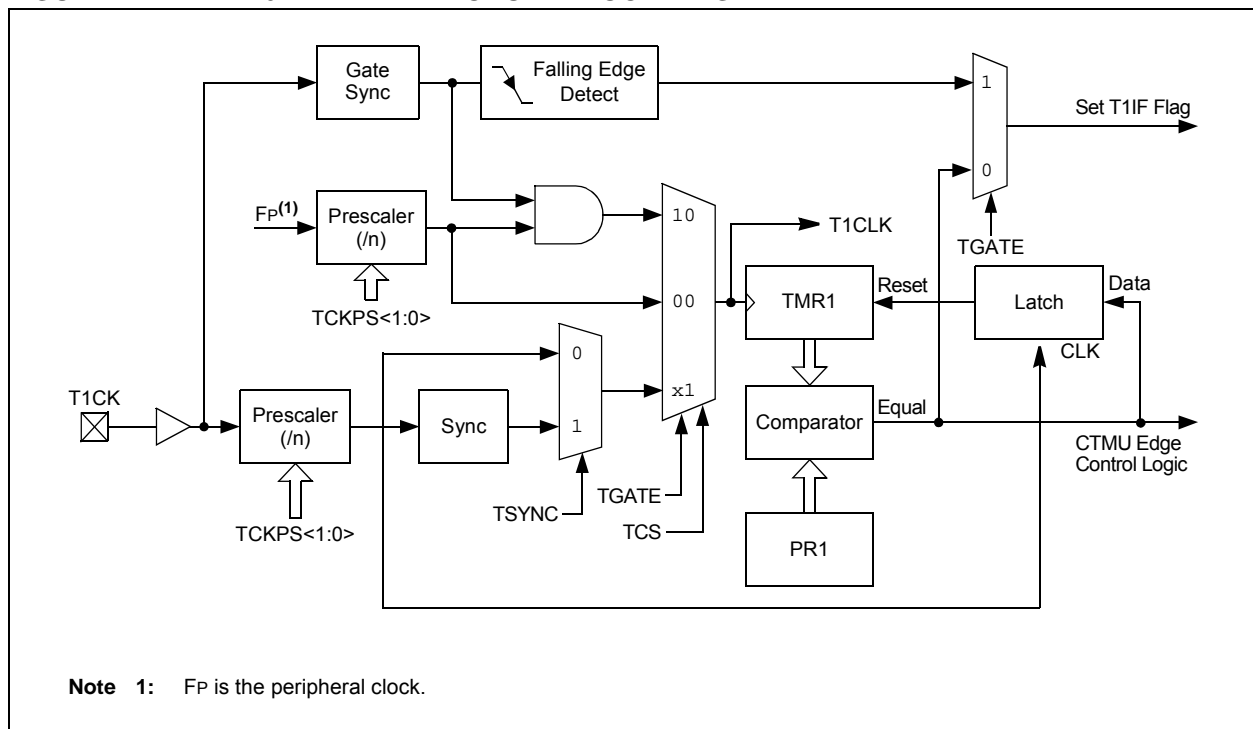 Gate
Sync
Falling Edge
Detect
1
Set T1IF Flag
0
FP(1)
Prescaler
(/n)
10
T1CLK
TGATE
TCKPS<1:0>
00
TMR1
Reset
Latch
Data
CLK
0
x1
T1CK
Prescaler
(/n)
Sync
1
Comparator
Equal
CTMU Edge
Control Logic
TGATE
TSYNC
TCS
TCKPS<1:0>
PR1
Note 1: FP is the peripheral clock.